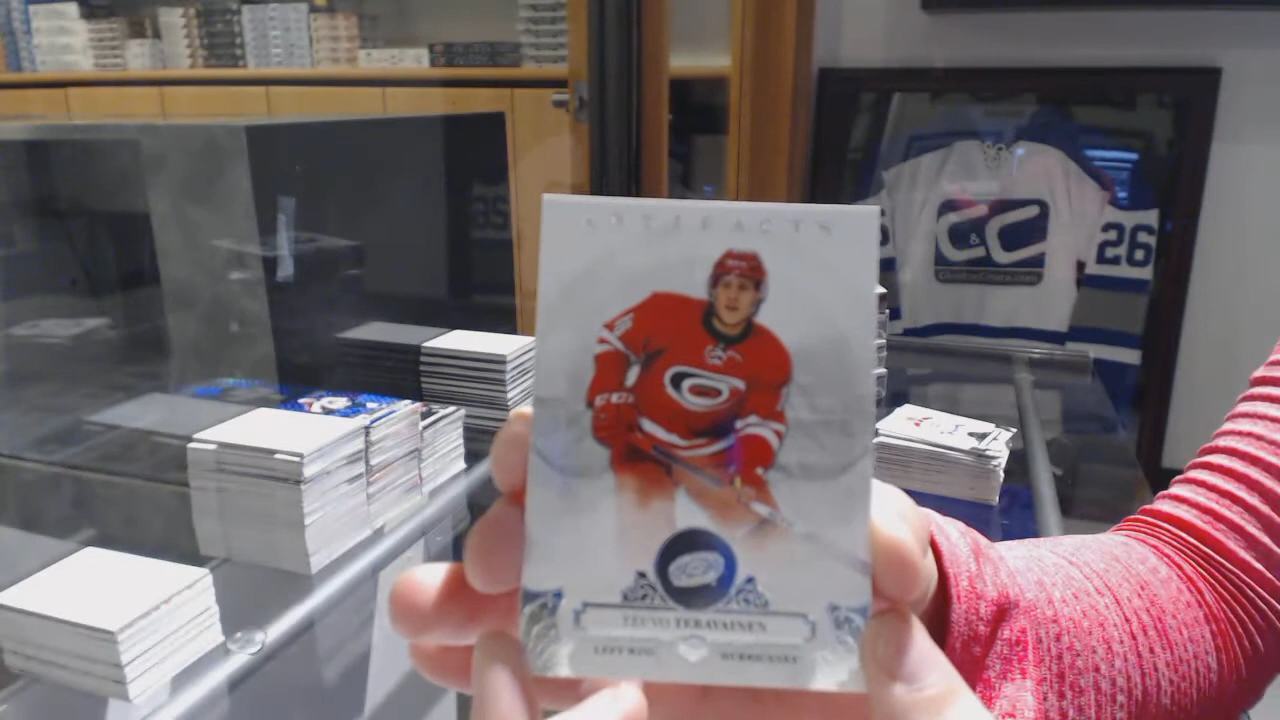 ARTIFACTS
TEUVO TERAVAINEN
LEFT WING HURRICANES
C&C
26